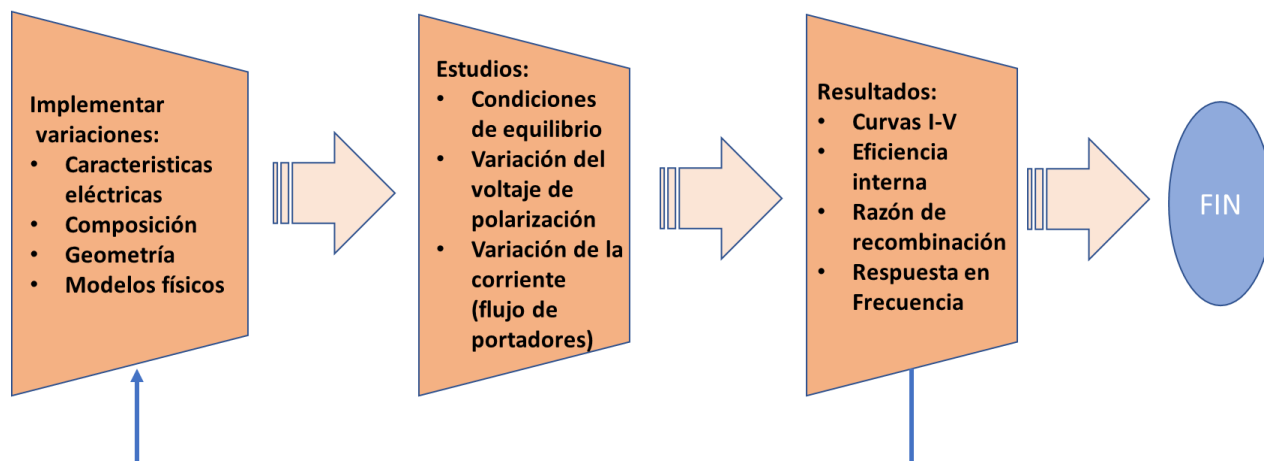 Implementar
variaciones:
• Caracteristicas
eléctricas
• Composición
• Geometría
• Modelos físicos
Estudios:
• Condiciones
de equilibrio
• Variación del
voltaje de
polarización
• Variación de la
corriente
(flujo de
portadores)
Resultados:
• Curvas I-V
• Eficiencia
interna
• Razón de
recombinación
• Respuesta en
Frecuencia
FIN